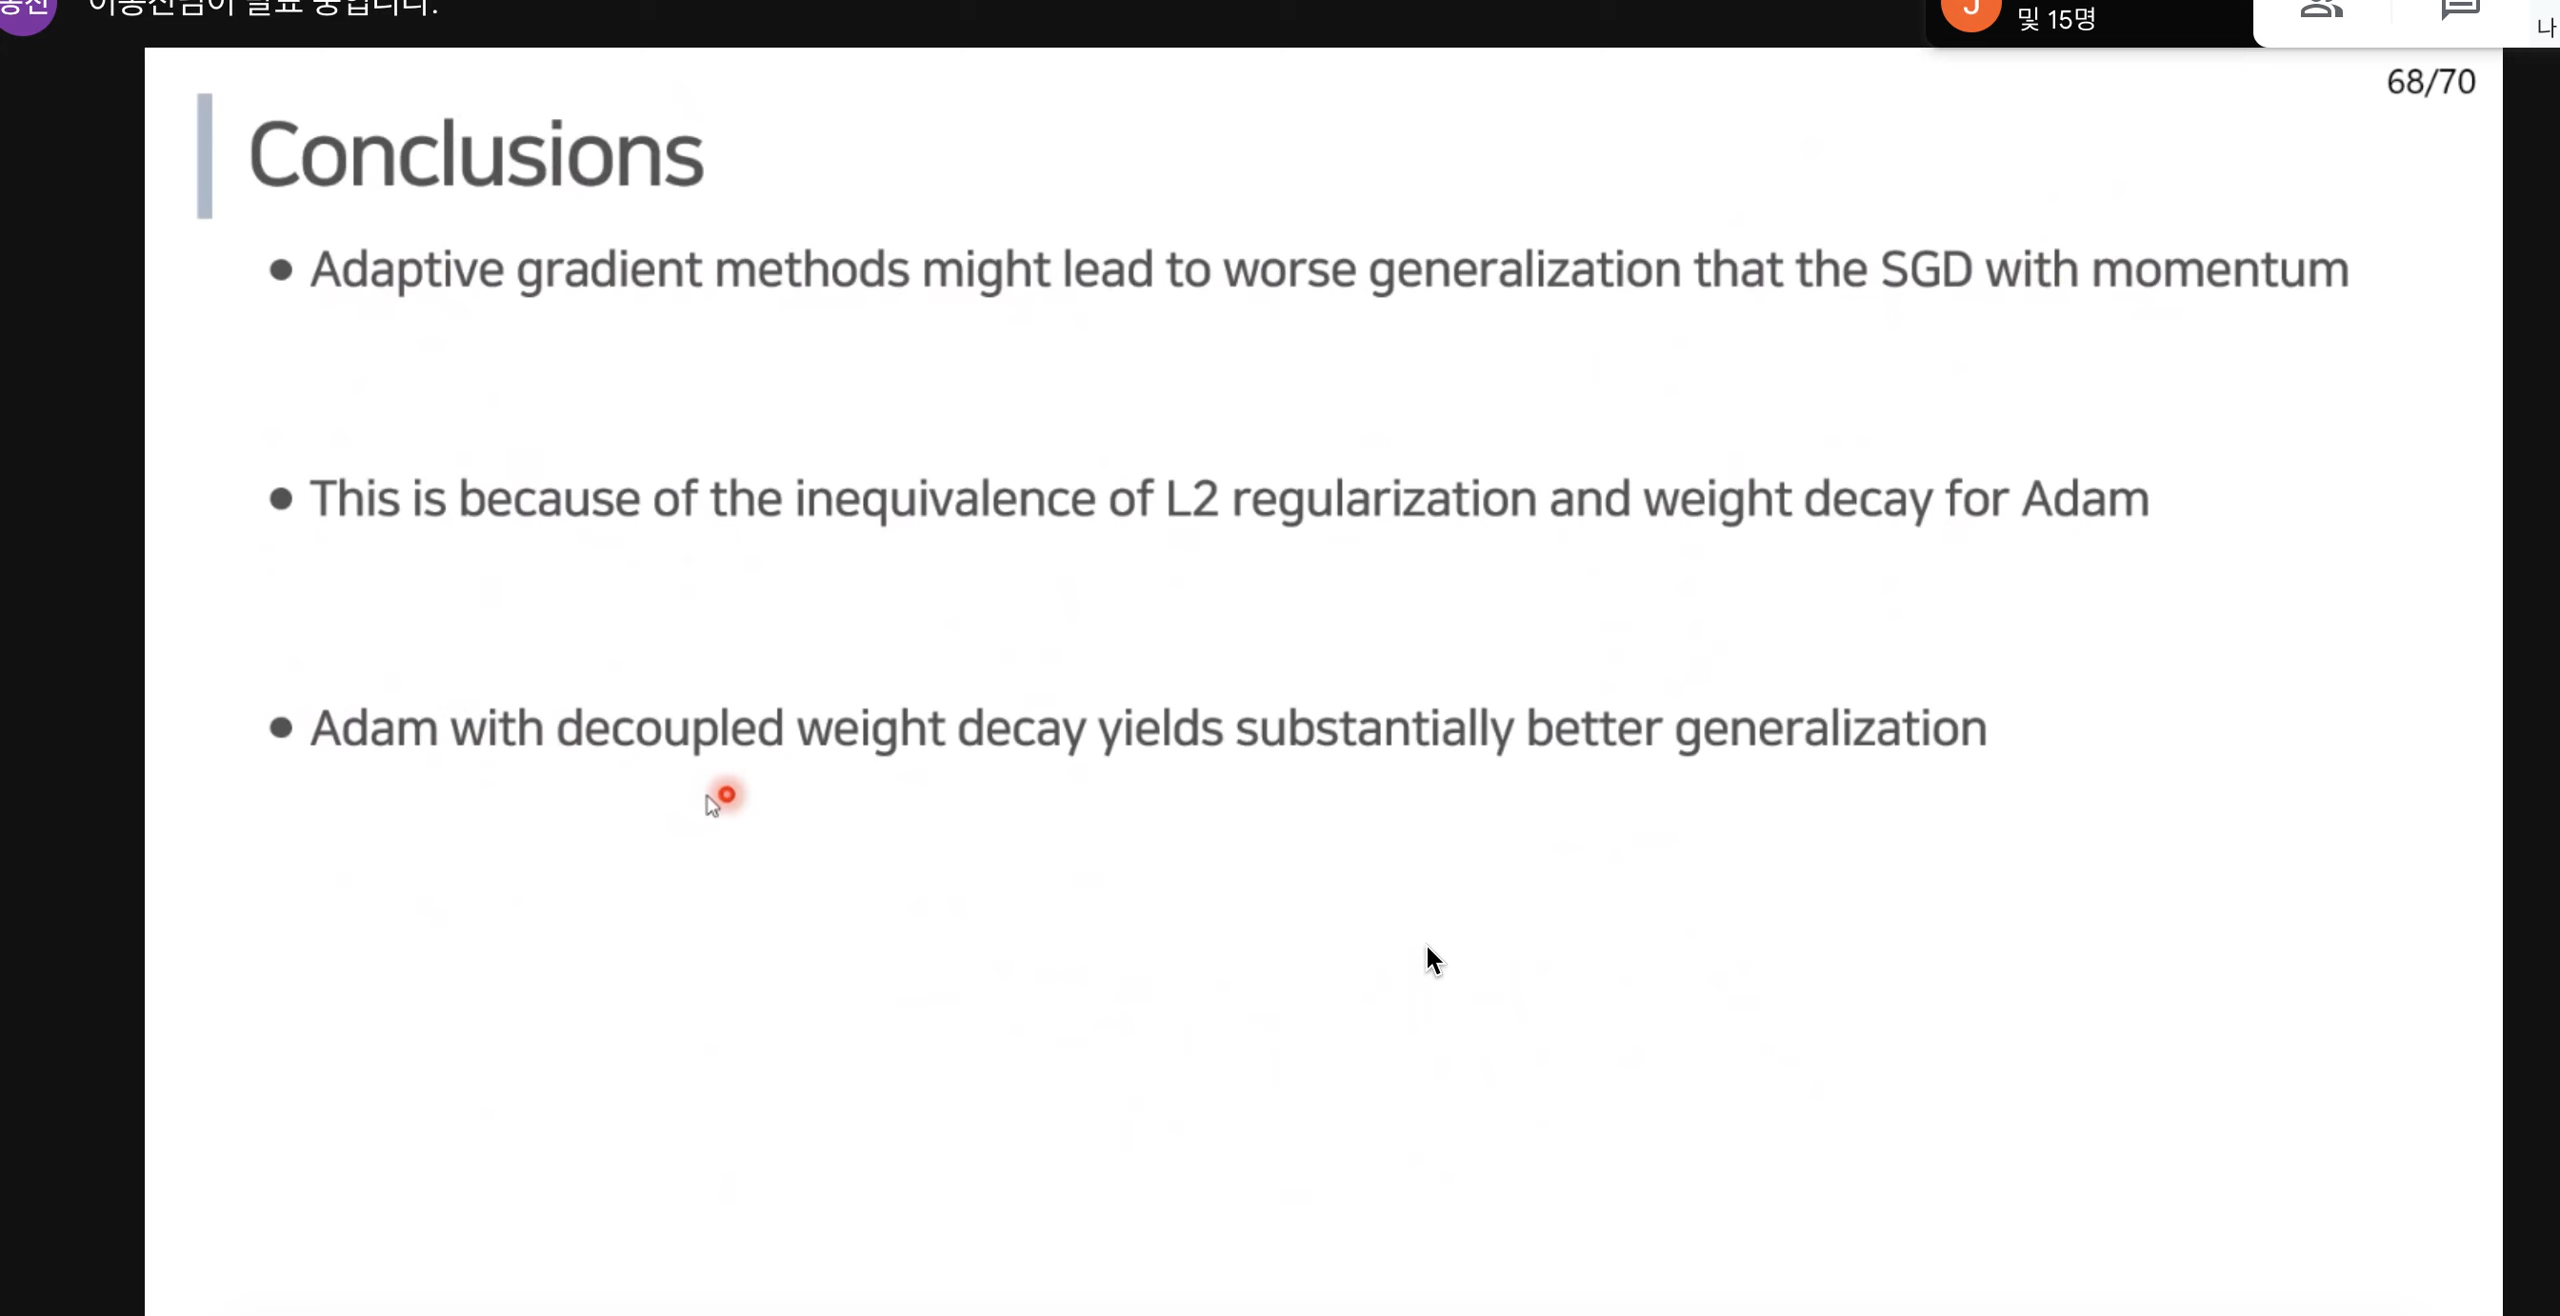 및 15명
나
68/70
Conclusions
● Adaptive gradient methods might lead to worse generalization that the SGD with momentum
● This is because of the inequivalence of L2 regularization and weight decay for Adam
● Adam with decoupled weight decay yields substantially better generalization